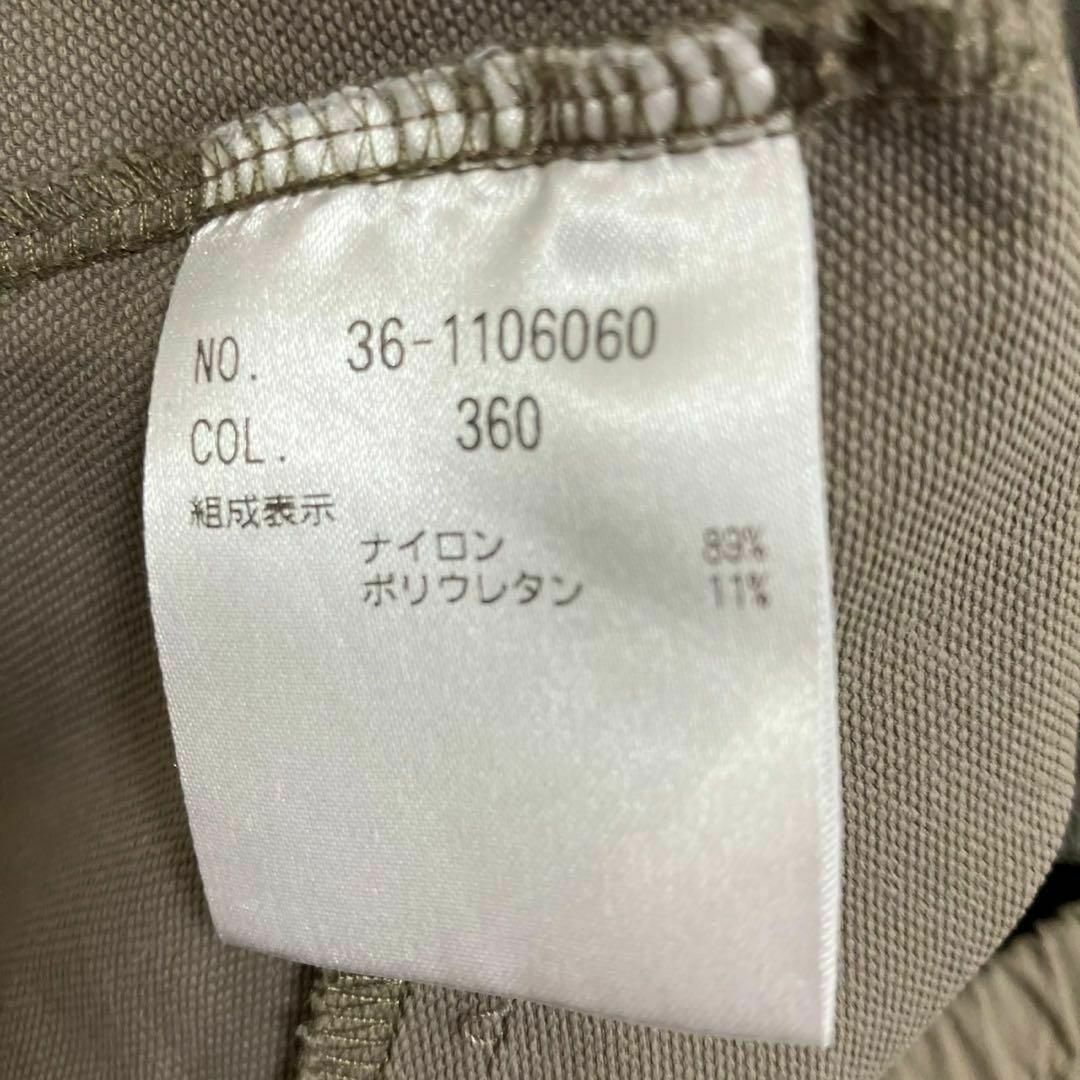 NO. 36-1106060
COL. 360
組成表示
ナイロン 89%
ポリウレタン 11%